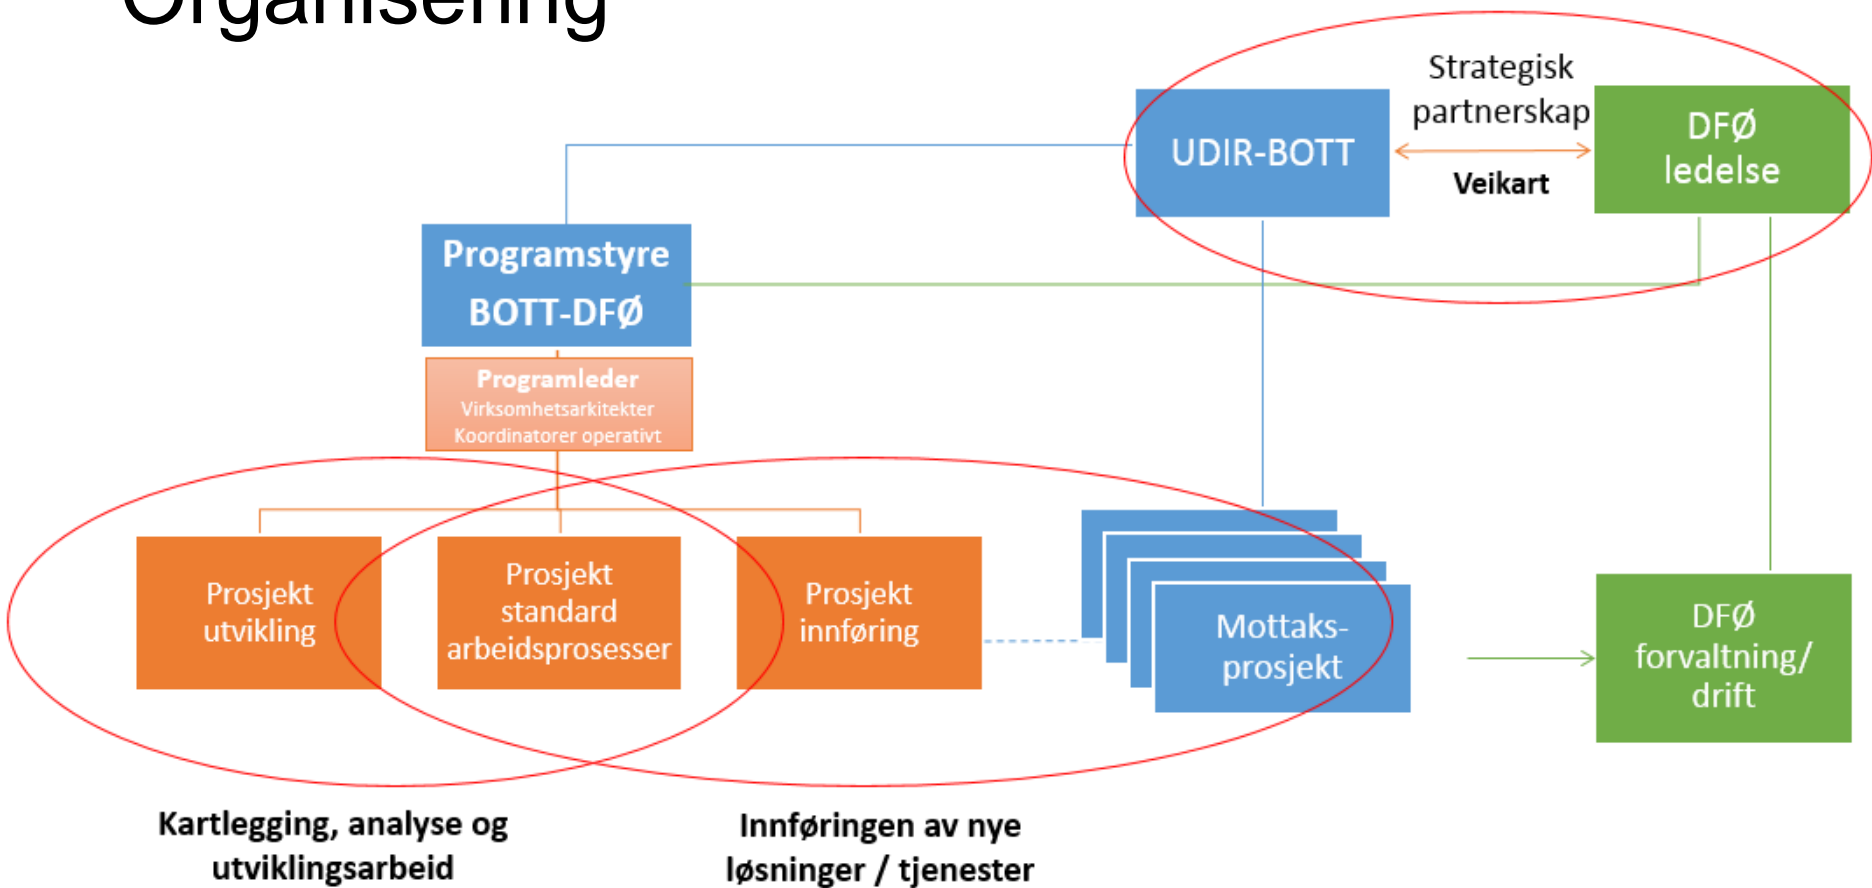 Organisering
Strategisk
partnerskap
Veikart
UDIR-BOTT
DFØ
ledelse
Programstyre
BOTT-DFØ
Programleder
Virksomhetsarkitekter
Koordinatorer operativt
Prosjekt
utvikling
Prosjekt
standard
arbeidsprosesser
Prosjekt
innføring
Mottaks-
prosjekt
DFØ
forvaltning/
drift
Kartlegging, analyse og
utviklingsarbeid
Innføringen av nye
løsninger / tjenester